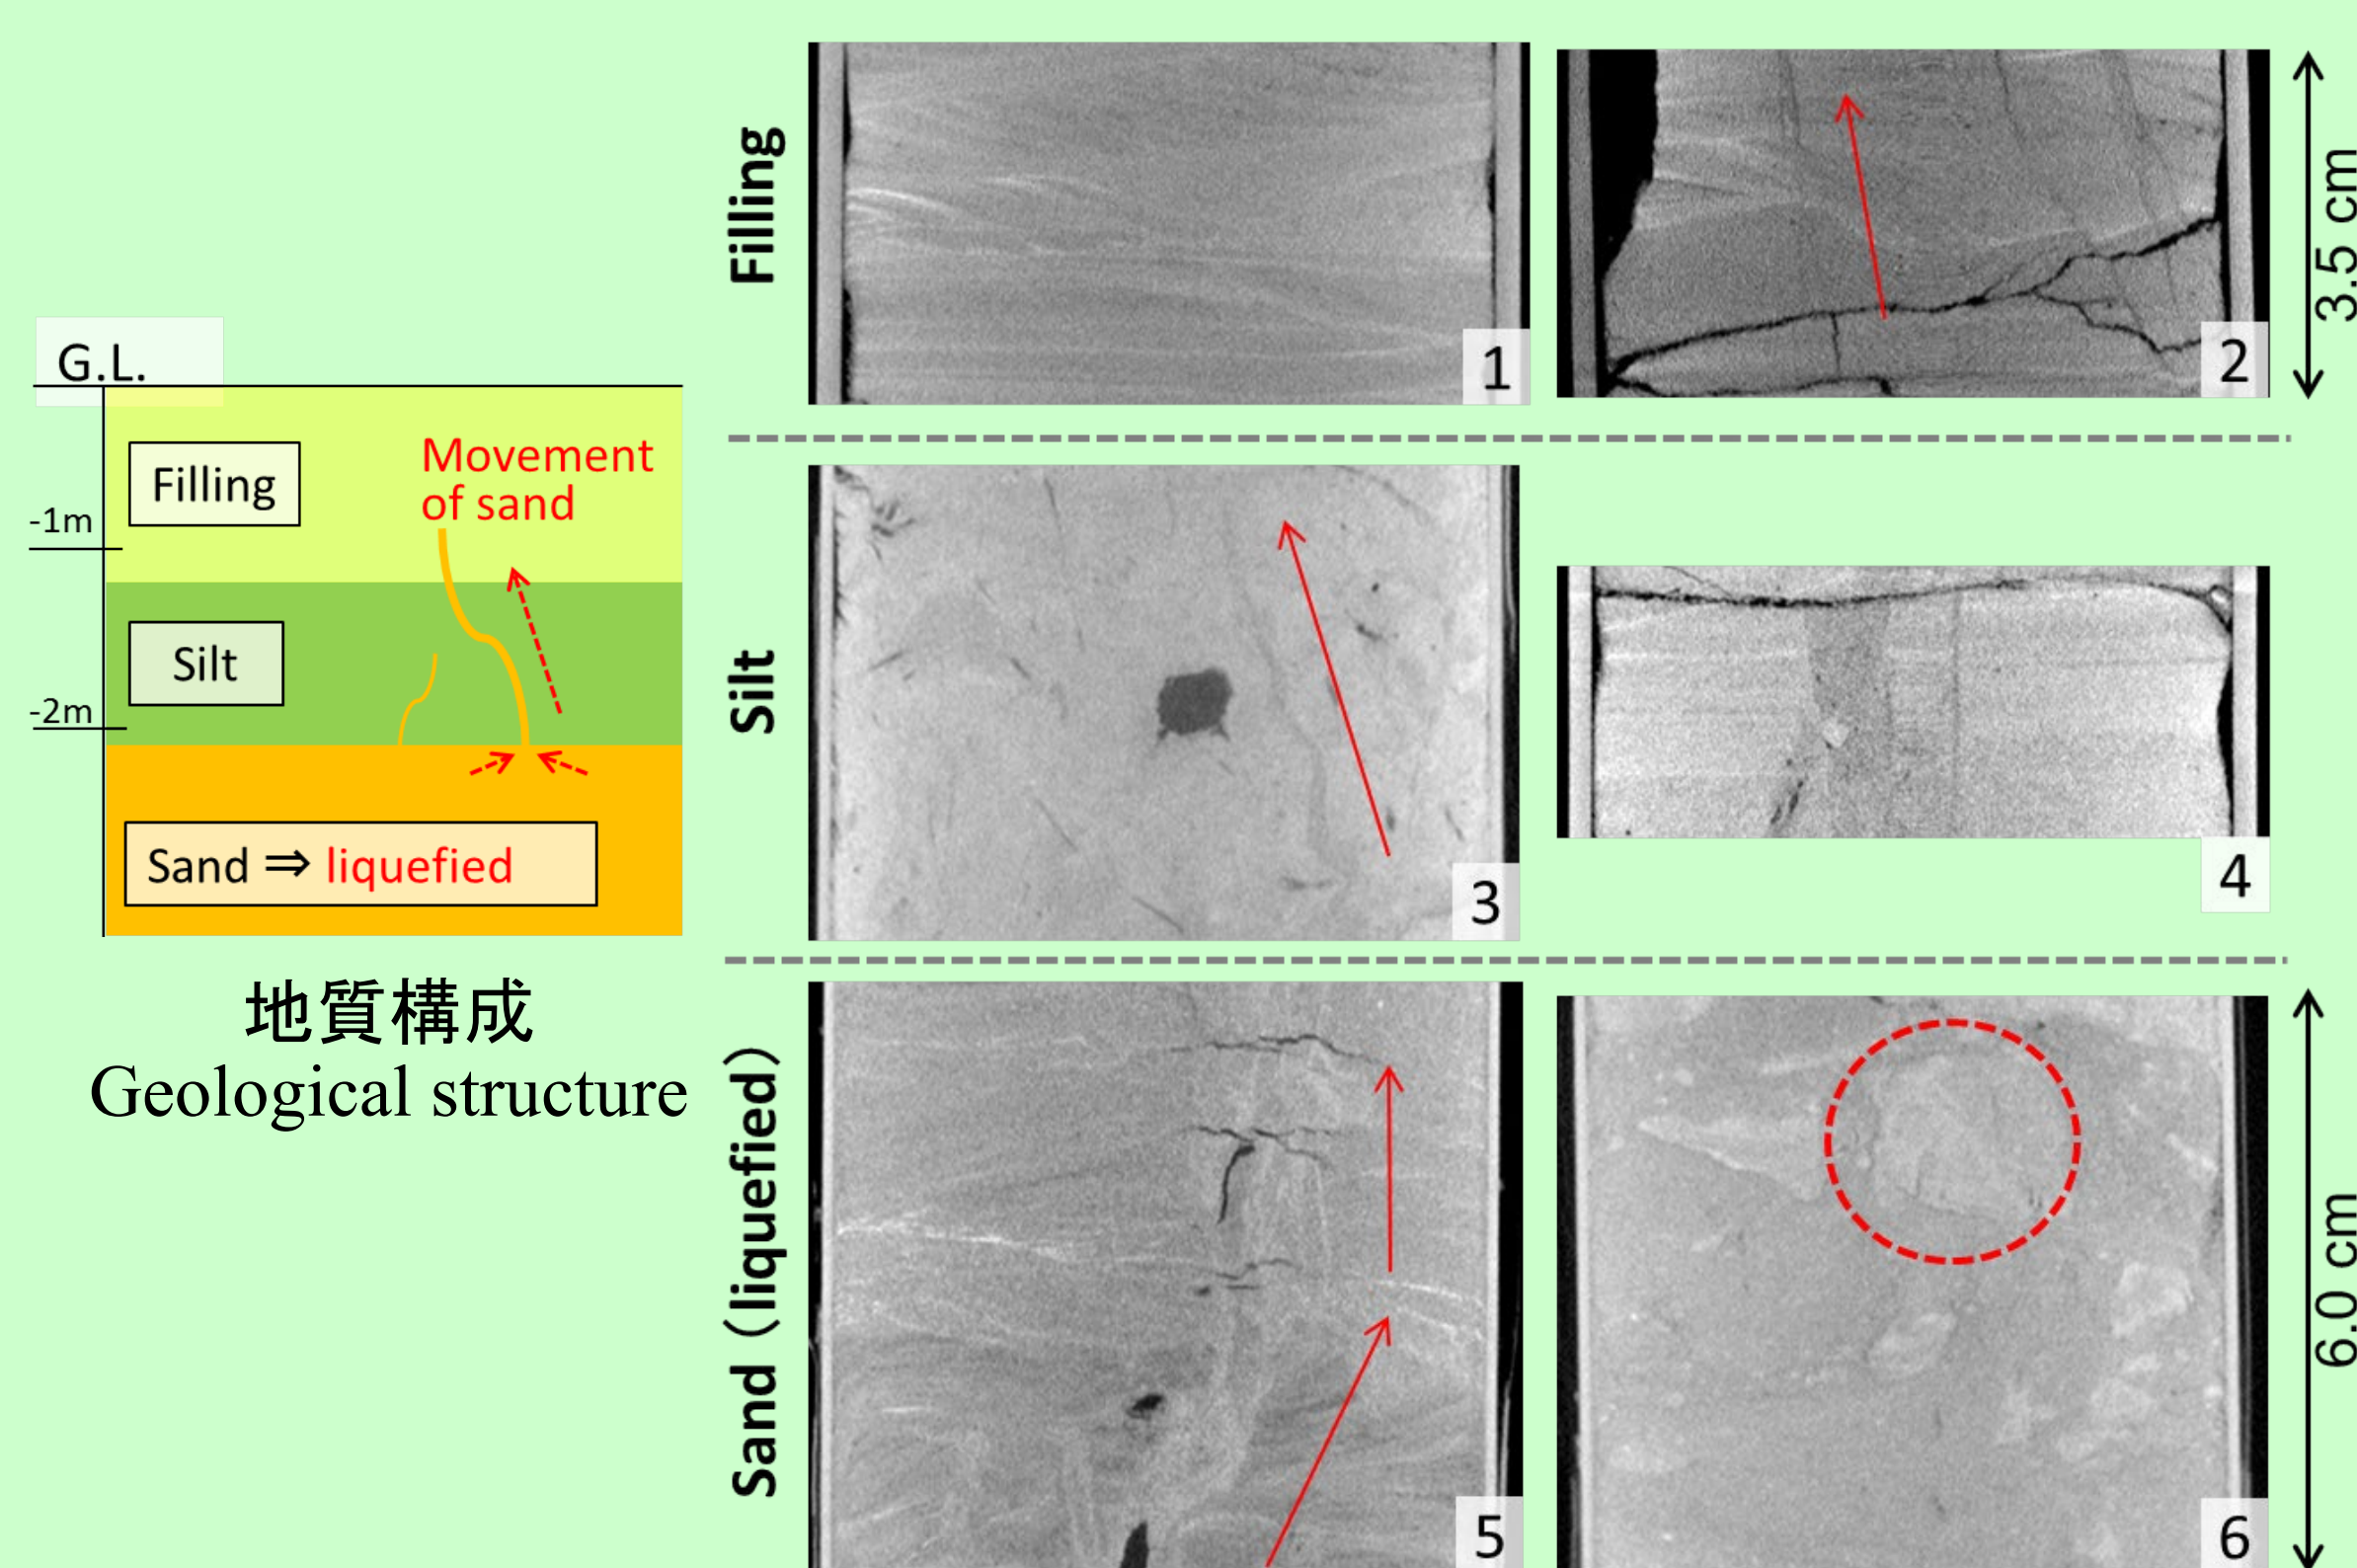 G.L.
Filling
Movement
of sand
-1m
Silt
-2m
Sand ⇒ liquefied
地質構成
Geological structure
Filling
1
2
3.5 cm
Silt
3
4
Sand（liquefied）
5
6
6.0 cm